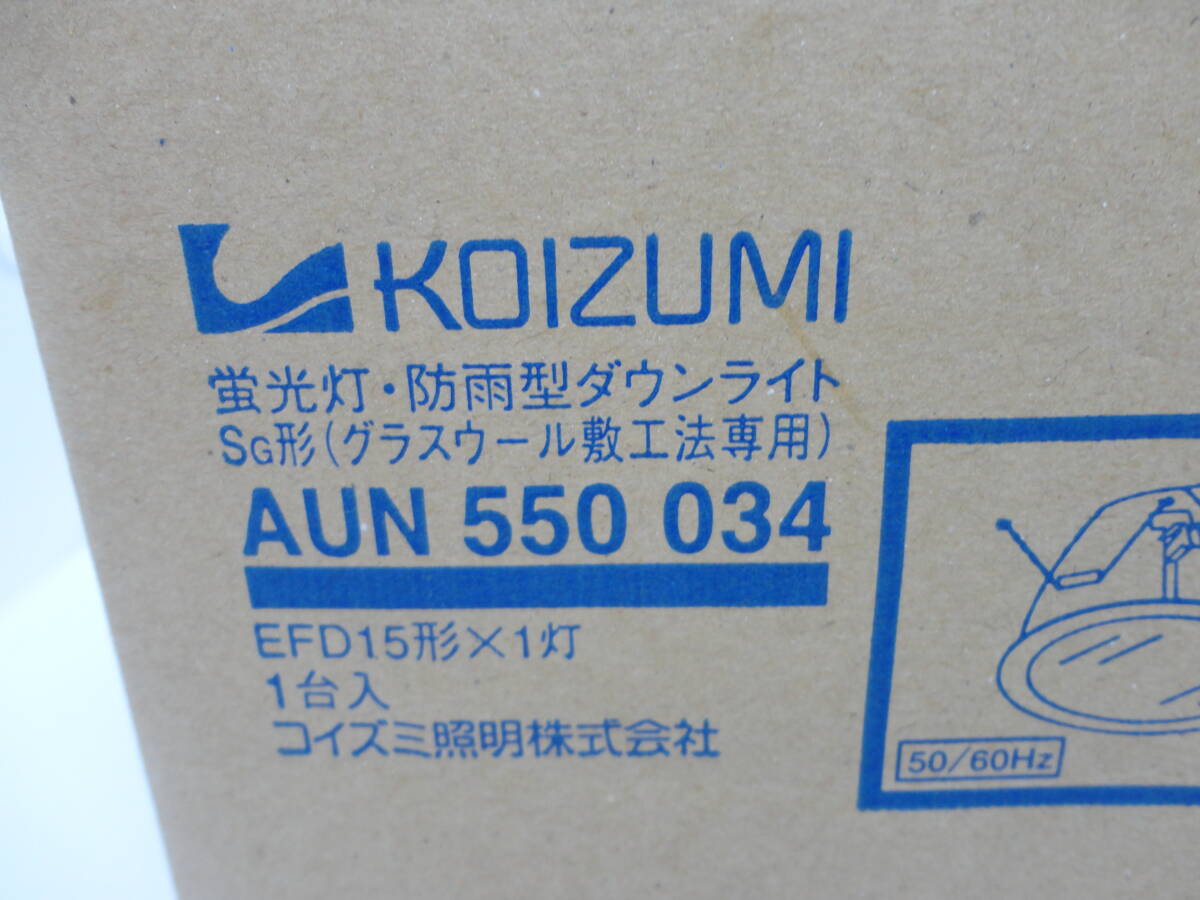 KOIZUMI
蛍光灯・防雨型ダウンライト
SG形(グラスウール敷工法専用)
AUN 550 034
EFD15形×1灯
1台入
コイズミ照明株式会社
50/60Hz